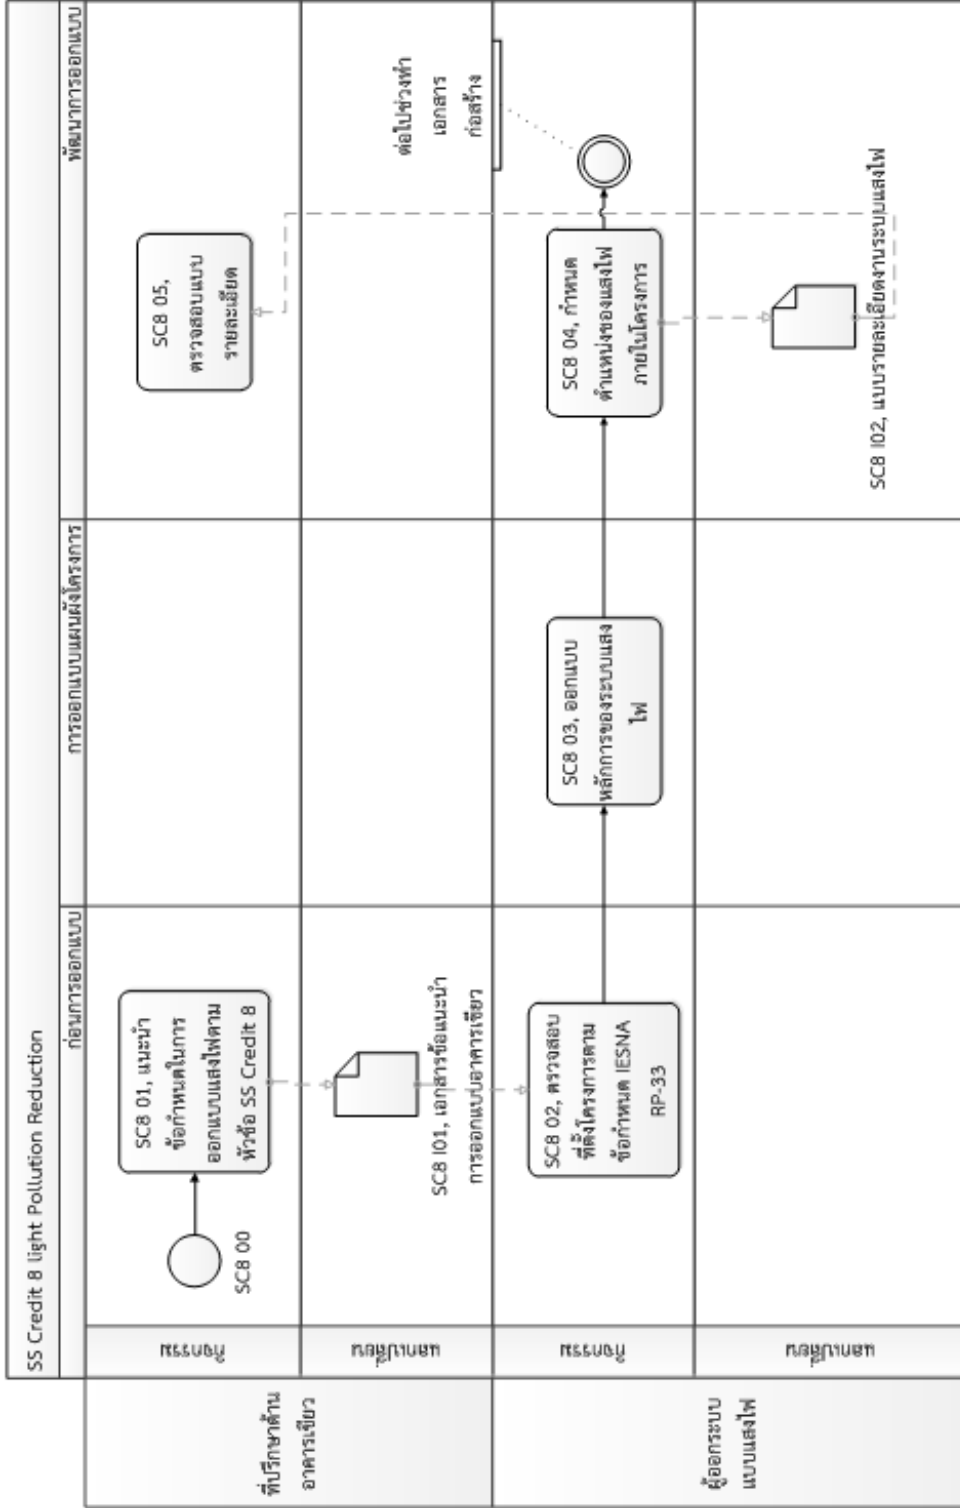 SS Credit 8 light Pollution Reduction
ก่อนการออกแบบ
การออกแบบแผนผังโครงการ
พัฒนาการออกแบบ
ที่ปรึกษาด้าน
อาคารเขียว
กิจกรรม
SC8 00
SC8 01, แนะนำ
ข้อกำหนดในการ
ออกแบบแสงไฟตาม
หัวข้อ SS Credit 8
SC8 05,
ตรวจสอบแบบ
รายละเอียด
แลกเปลี่ยน
SC8 I01, เอกสารข้อแนะนำ
การออกแบบอาคารเขียว
ต่อไปช่วงทำ
เอกสาร
ก่อสร้าง
ผู้ออกระบบ
แบบแสงไฟ
กิจกรรม
SC8 02, ตรวจสอบ
ที่ตั้งโครงการตาม
ข้อกำหนด IESNA
RP-33
SC8 03, ออกแบบ
หลักการของระบบแสง
ไฟ
SC8 04, กำหนด
ตำแหน่งของแสงไฟ
ภายในโครงการ
แลกเปลี่ยน
SC8 I02, แบบรายละเอียดงานระบบแสงไฟ